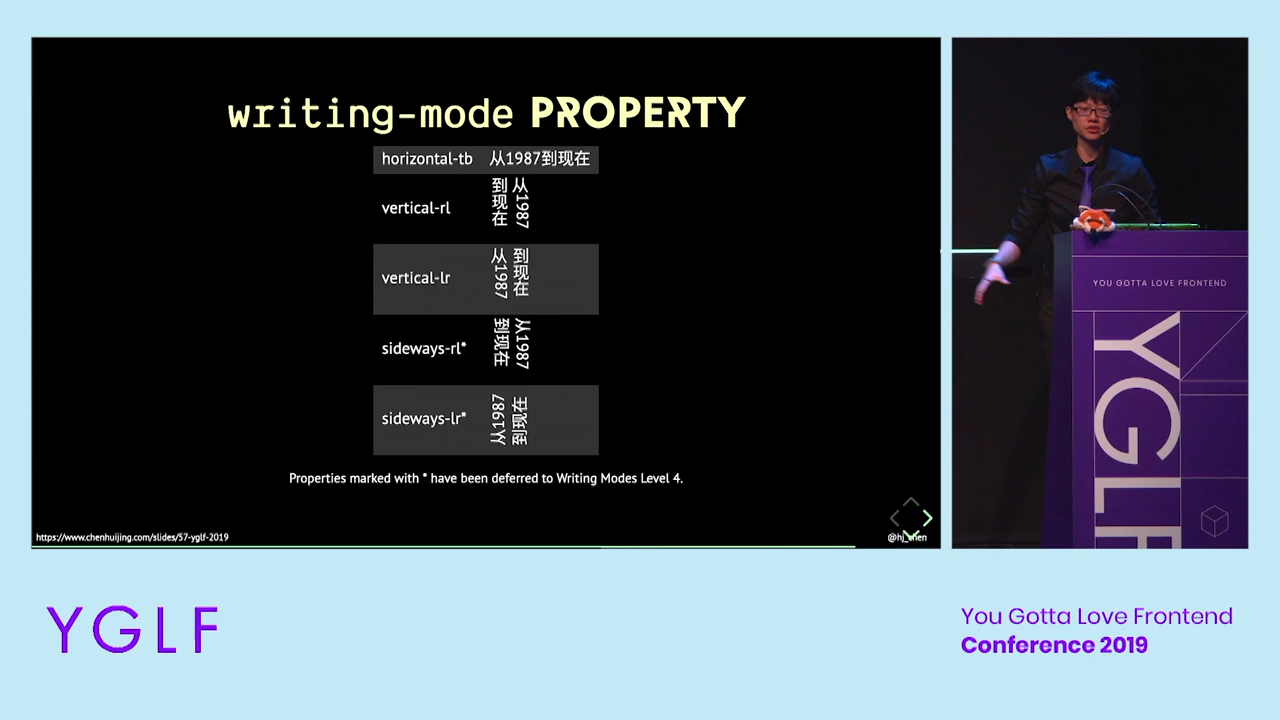 writing-mode PROPERTY
horizontal-tb 从1987到现在
vertical-rl 从1987到现在
vertical-lr 从1987到现在
sideways-rl* 从1987到现在
sideways-lr* 从1987到现在
Properties marked with * have been deferred to Writing Modes Level 4.
https://www.chenhuijing.com/slides/57-yglf-2019
@hj_chen
YOU GOTTA LOVE FRONTEND
YGLF
YGLF
You Gotta Love Frontend
Conference 2019